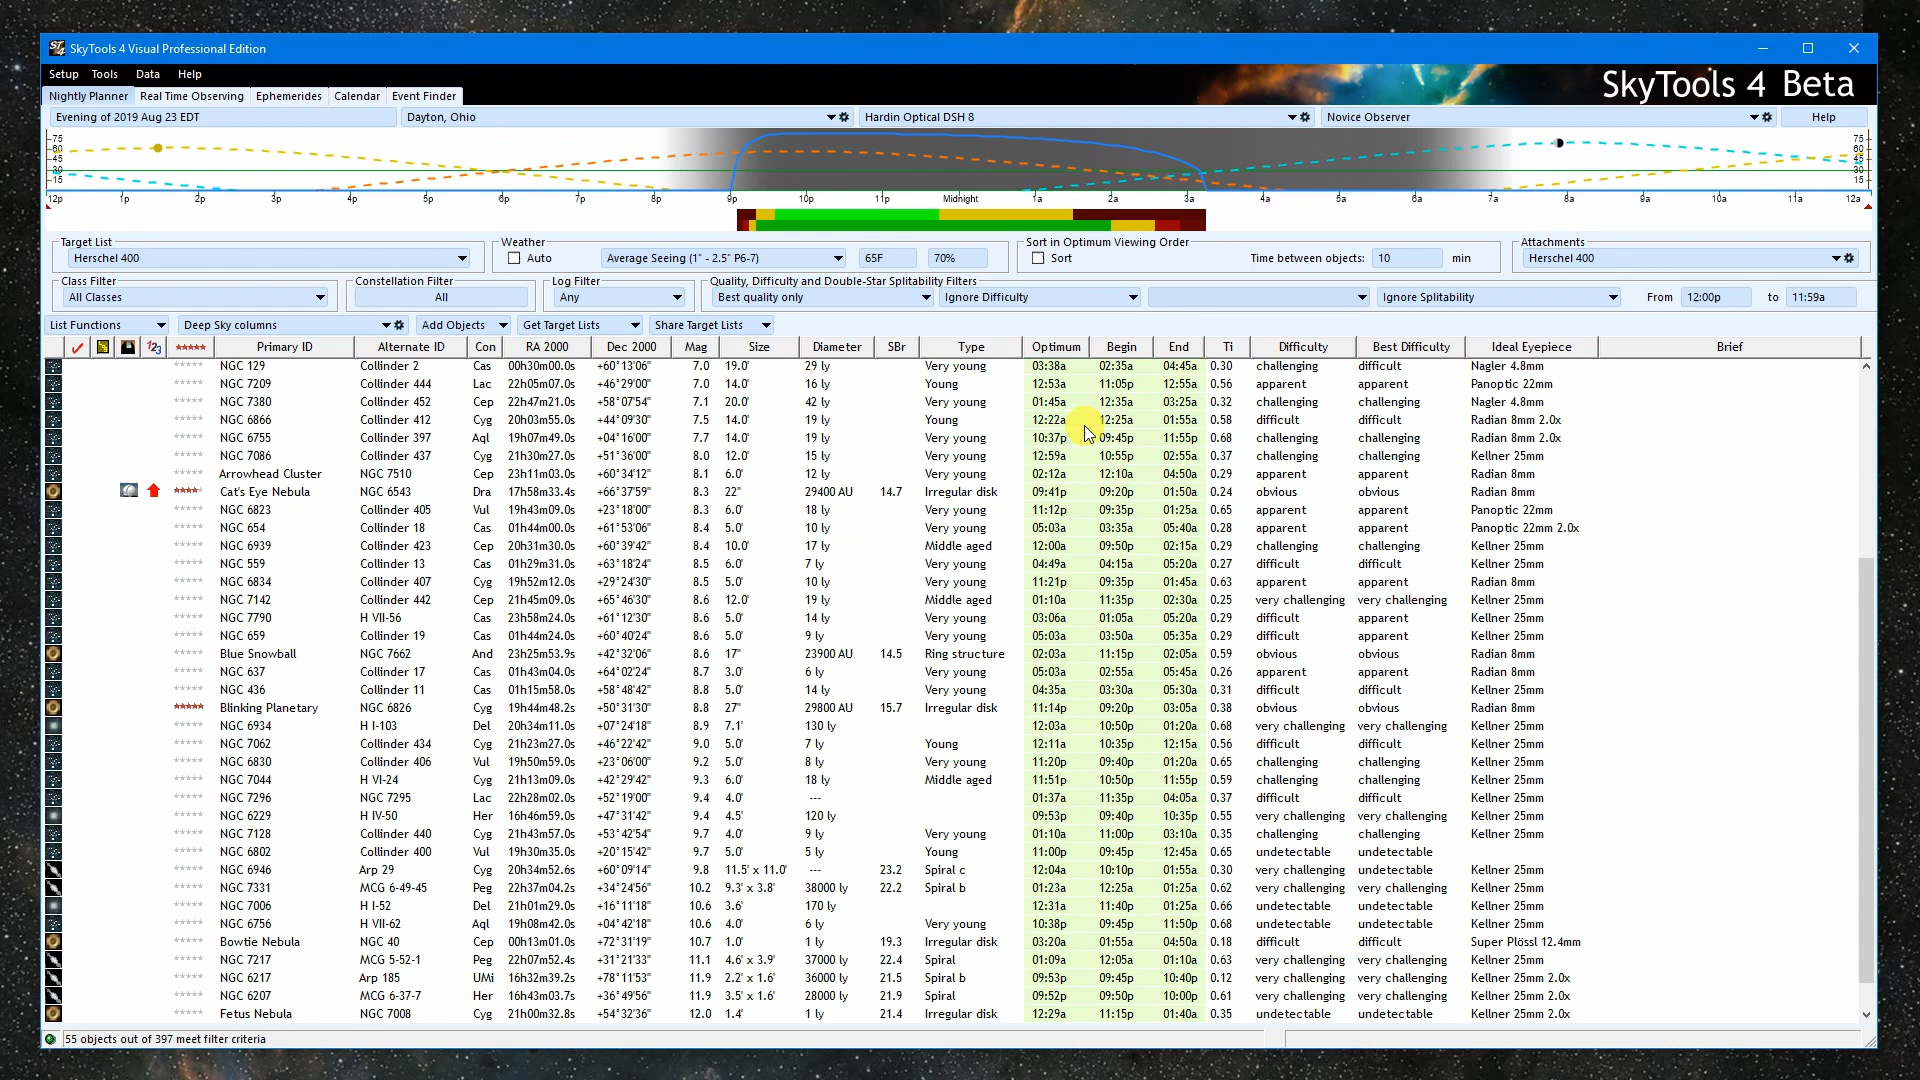 SkyTools 4 Visual Professional Edition
Setup Tools Data Help
SkyTools 4 Beta
Nightly Planner Real Time Observing Ephemerides Calendar Event Finder
Evening of 2019 Aug 23 EDT Dayton, Ohio Hardin Optical DSH 8 Novice Observer Help
75 75
60 60
45 45
30 30
15 15
12p 1p 2p 3p 4p 5p 6p 7p 8p 9p 10p 11p Midnight 1a 2a 3a 4a 5a 6a 7a 8a 9a 10a 11a 12a
Target List Weather Sort in Optimum Viewing Order Attachments
Herschel 400 Auto Average Seeing (1" - 2.5" P6-7) 65F 70% Sort Time between objects: 10 min Herschel 400
Class Filter Constellation Filter Log Filter Quality, Difficulty and Double-Star Splitability Filters
All Classes All Any Best quality only Ignore Difficulty Ignore Splitability From 12:00p to 11:59a
List Functions Deep Sky columns Add Objects Get Target Lists Share Target Lists
123 ***** Primary ID Alternate ID Con RA 2000 Dec 2000 Mag Size Diameter SBr Type Optimum Begin End Ti Difficulty Best Difficulty Ideal Eyepiece Brief
NGC 129 Collinder 2 Cas 00h30m00.0s +60°13'06" 7.0 19.0' 29 ly Very young 03:38a 02:35a 04:45a 0.30 challenging difficult Nagler 4.8mm
NGC 7209 Collinder 444 Lac 22h05m07.0s +46°29'00" 7.0 14.0' 16 ly Young 12:53a 11:05p 12:55a 0.56 apparent apparent Panoptic 22mm
NGC 7380 Collinder 452 Cep 22h47m21.0s +58°07'54" 7.1 20.0' 42 ly Very young 01:45a 12:35a 03:25a 0.32 challenging challenging Nagler 4.8mm
NGC 6866 Collinder 412 Cyg 20h03m55.0s +44°09'30" 7.5 14.0' 19 ly Young 12:22a 12:25a 01:55a 0.58 difficult difficult Radian 8mm 2.0x
NGC 6755 Collinder 397 Aql 19h07m49.0s +04°16'00" 7.7 14.0' 19 ly Very young 10:37p 09:45p 11:55p 0.68 challenging challenging Radian 8mm 2.0x
NGC 7086 Collinder 437 Cyg 21h30m27.0s +51°36'00" 8.0 12.0' 15 ly Very young 12:59a 10:55p 02:55a 0.37 challenging challenging Kellner 25mm
Arrowhead Cluster NGC 7510 Cep 23h11m03.0s +60°34'12" 8.1 6.0' 12 ly Very young 02:12a 12:10a 04:50a 0.29 apparent apparent Radian 8mm
Cat's Eye Nebula NGC 6543 Dra 17h58m33.4s +66°37'59" 8.3 22" 29400 AU 14.7 Irregular disk 09:41p 09:20p 01:50a 0.24 obvious obvious Radian 8mm
NGC 6823 Collinder 405 Vul 19h43m09.0s +23°18'00" 8.3 6.0' 18 ly Very young 11:12p 09:35p 01:25a 0.65 apparent apparent Panoptic 22mm
NGC 654 Collinder 18 Cas 01h44m00.0s +61°53'06" 8.4 5.0' 10 ly Very young 05:03a 03:35a 05:40a 0.28 apparent apparent Panoptic 22mm 2.0x
NGC 6939 Collinder 423 Cep 20h31m30.0s +60°39'42" 8.4 10.0' 17 ly Middle aged 12:00a 09:50p 02:15a 0.29 challenging challenging Kellner 25mm
NGC 559 Collinder 13 Cas 01h29m31.0s +63°18'24" 8.5 6.0' 7 ly Very young 04:49a 04:15a 05:20a 0.27 difficult difficult Kellner 25mm
NGC 6834 Collinder 407 Cyg 19h52m12.0s +29°24'30" 8.5 5.0' 10 ly Very young 11:21p 09:35p 01:45a 0.63 apparent apparent Radian 8mm
NGC 7142 Collinder 442 Cep 21h45m09.0s +65°46'30" 8.6 12.0' 19 ly Middle aged 01:10a 11:35p 02:30a 0.25 very challenging very challenging Kellner 25mm
NGC 7790 H VII-56 Cas 23h58m24.0s +61°12'30" 8.6 5.0' 14 ly Very young 03:06a 01:05a 05:20a 0.29 difficult apparent Kellner 25mm
NGC 659 Collinder 19 Cas 01h44m24.0s +60°40'24" 8.6 5.0' 9 ly Very young 05:03a 03:50a 05:35a 0.29 difficult apparent Kellner 25mm
Blue Snowball NGC 7662 And 23h25m53.9s +42°32'06" 8.6 17" 23900 AU 14.5 Ring structure 02:03a 11:15p 02:05a 0.59 obvious obvious Radian 8mm
NGC 637 Collinder 17 Cas 01h43m04.0s +64°02'24" 8.7 3.0' 6 ly Very young 05:03a 02:55a 05:45a 0.26 apparent apparent Radian 8mm
NGC 436 Collinder 11 Cas 01h15m58.0s +58°48'42" 8.8 5.0' 14 ly Very young 04:35a 03:30a 05:30a 0.31 difficult difficult Kellner 25mm
Blinking Planetary NGC 6826 Cyg 19h44m48.2s +50°31'30" 8.8 27" 29800 AU 15.7 Irregular disk 11:14p 09:20p 03:05a 0.38 obvious obvious Radian 8mm
NGC 6934 H I-103 Del 20h34m11.0s +07°24'18" 8.9 7.1' 130 ly 12:03a 10:50p 01:20a 0.68 very challenging very challenging Kellner 25mm
NGC 7062 Collinder 434 Cyg 21h23m27.0s +46°22'42" 9.0 5.0' 7 ly Young 12:11a 10:35p 12:15a 0.56 difficult difficult Kellner 25mm
NGC 6830 Collinder 406 Vul 19h50m59.0s +23°06'00" 9.2 5.0' 8 ly Very young 11:20p 09:40p 01:20a 0.65 challenging challenging Kellner 25mm
NGC 7044 H VI-24 Cyg 21h13m09.0s +42°29'42" 9.3 6.0' 18 ly Middle aged 11:51p 10:50p 11:55p 0.59 challenging challenging Kellner 25mm
NGC 7296 NGC 7295 Lac 22h28m02.0s +52°19'00" 9.4 4.0' --- 01:37a 11:35p 04:05a 0.37 difficult difficult Kellner 25mm
NGC 6229 H IV-50 Her 16h46m59.0s +47°31'42" 9.4 4.5' 120 ly 09:53p 09:40p 10:35p 0.55 very challenging very challenging Kellner 25mm
NGC 7128 Collinder 440 Cyg 21h43m57.0s +53°42'54" 9.7 4.0' 9 ly Very young 01:10a 11:00p 03:10a 0.35 challenging challenging Kellner 25mm
NGC 6802 Collinder 400 Vul 19h30m35.0s +20°15'42" 9.7 5.0' 5 ly Young 11:00p 09:45p 12:45a 0.65 undetectable undetectable
NGC 6946 Arp 29 Cyg 20h34m52.6s +60°09'14" 9.8 11.5' x 11.0' --- 23.2 Spiral c 12:04a 10:10p 01:55a 0.30 very challenging undetectable Kellner 25mm
NGC 7331 MCG 6-49-45 Peg 22h37m04.2s +34°24'56" 10.2 9.3' x 3.8' 38000 ly 22.2 Spiral b 01:23a 12:25a 01:25a 0.62 very challenging very challenging Kellner 25mm
NGC 7006 H I-52 Del 21h01m29.0s +16°11'18" 10.6 3.6' 170 ly 12:31a 11:40p 01:25a 0.66 undetectable undetectable Kellner 25mm
NGC 6756 H VII-62 Aql 19h08m42.0s +04°42'18" 10.6 4.0' 6 ly Very young 10:38p 09:45p 11:50p 0.68 undetectable undetectable Kellner 25mm
Bowtie Nebula NGC 40 Cep 00h13m01.0s +72°31'19" 10.7 1.0' 1 ly 19.3 Irregular disk 03:20a 01:55a 04:50a 0.18 difficult difficult Super Plössl 12.4mm
NGC 7217 MCG 5-52-1 Peg 22h07m52.4s +31°21'33" 11.1 4.6' x 3.9' 37000 ly 22.4 Spiral 01:09a 12:05a 01:10a 0.63 very challenging very challenging Kellner 25mm
NGC 6217 Arp 185 UMi 16h32m39.2s +78°11'53" 11.9 2.2' x 1.6' 36000 ly 21.5 Spiral b 09:53p 09:45p 10:40p 0.12 very challenging very challenging Kellner 25mm 2.0x
NGC 6207 MCG 6-37-7 Her 16h43m03.7s +36°49'56" 11.9 3.5' x 1.6' 28000 ly 21.9 Spiral 09:52p 09:50p 10:00p 0.61 very challenging very challenging Kellner 25mm 2.0x
Fetus Nebula NGC 7008 Cyg 21h00m32.8s +54°32'36" 12.0 1.4' 1 ly 21.4 Irregular disk 12:29a 11:15p 01:40a 0.35 undetectable undetectable Kellner 25mm 2.0x
55 objects out of 397 meet filter criteria